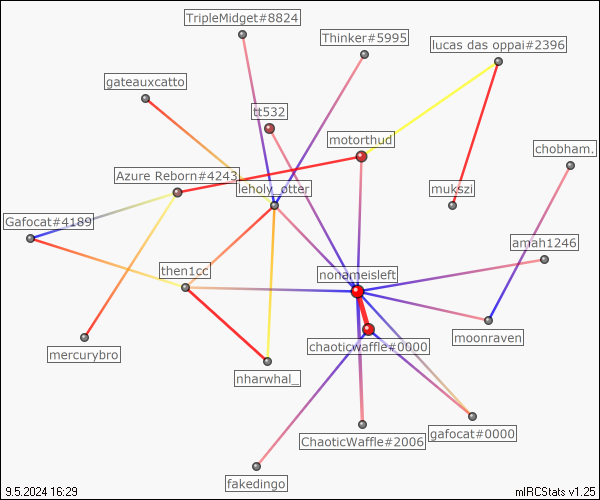 TripleMidget#8824
Thinker#5995
lucas das oppai#2396
gateauxcatto
tt532
motorthud
chobham.
Azure Reborn#4243
leholy_otter
mukszi
Gafocat#4189
amah1246
then1cc
nonameisleft
moonraven
chaoticwaffle#0000
mercurybro
nharwhal_
ChaoticWaffle#2006
gafocat#0000
fakedingo
9.5.2024 16:29
mIRCStats v1.25